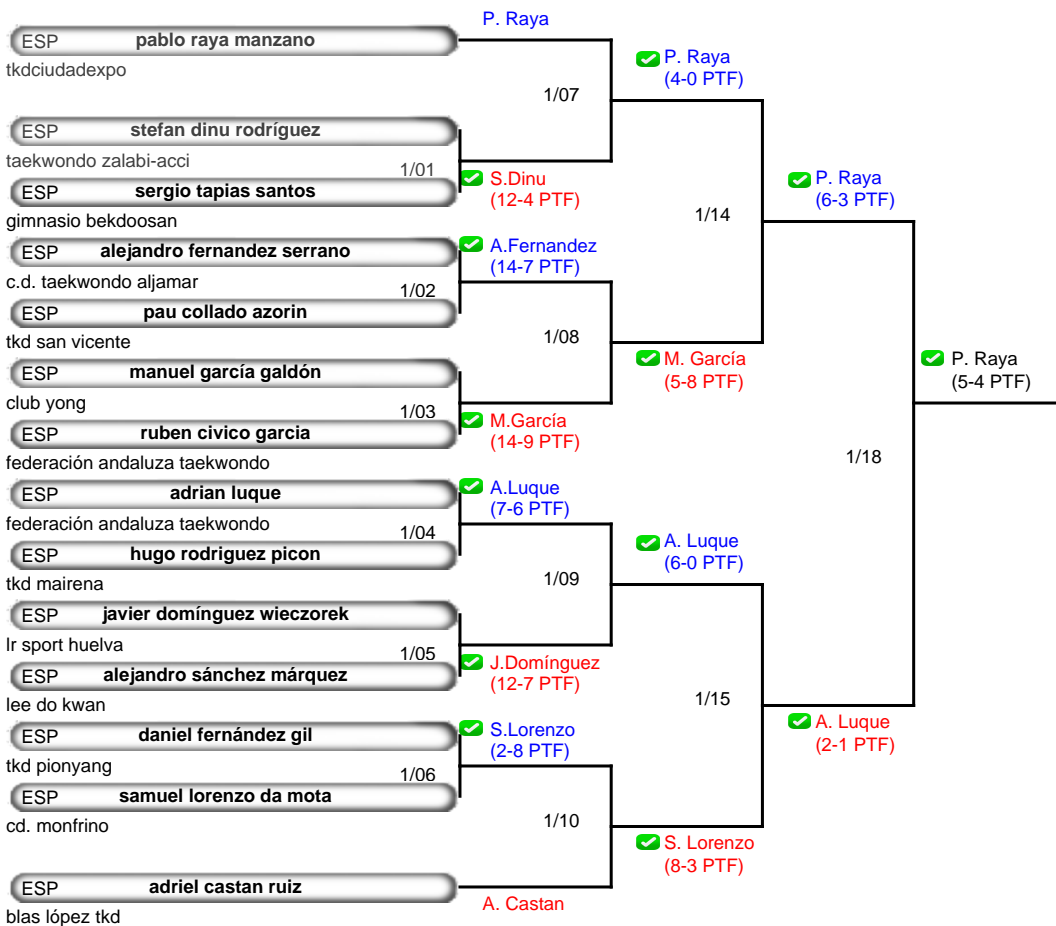 P. Raya
ESP pablo raya manzano
tkdciudadexpo
P. Raya
(4-0 PTF)
1/07
ESP stefan dinu rodríguez
taekwondo zalabi-acci
1/01
S.Dinu
(12-4 PTF)
ESP sergio tapias santos
gimnasio bekdoosan
P. Raya
(6-3 PTF)
1/14
ESP alejandro fernandez serrano
A.Fernandez
(14-7 PTF)
c.d. taekwondo aljamar
1/02
ESP pau collado azorin
tkd san vicente
1/08
M. García
(5-8 PTF)
ESP manuel garcía galdón
club yong
1/03
M.García
(14-9 PTF)
ESP ruben civico garcia
federación andaluza taekwondo
P. Raya
(5-4 PTF)
1/18
ESP adrian luque
A.Luque
(7-6 PTF)
federación andaluza taekwondo
1/04
ESP hugo rodriguez picon
tkd mairena
A. Luque
(6-0 PTF)
1/09
ESP javier domínguez wieczorek
lr sport huelva
1/05
J.Domínguez
(12-7 PTF)
ESP alejandro sánchez márquez
lee do kwan
1/15
A. Luque
(2-1 PTF)
ESP daniel fernández gil
S.Lorenzo
(2-8 PTF)
tkd pionyang
1/06
ESP samuel lorenzo da mota
cd. monfrino
1/10
S. Lorenzo
(8-3 PTF)
ESP adriel castan ruiz
A. Castan
blas lópez tkd